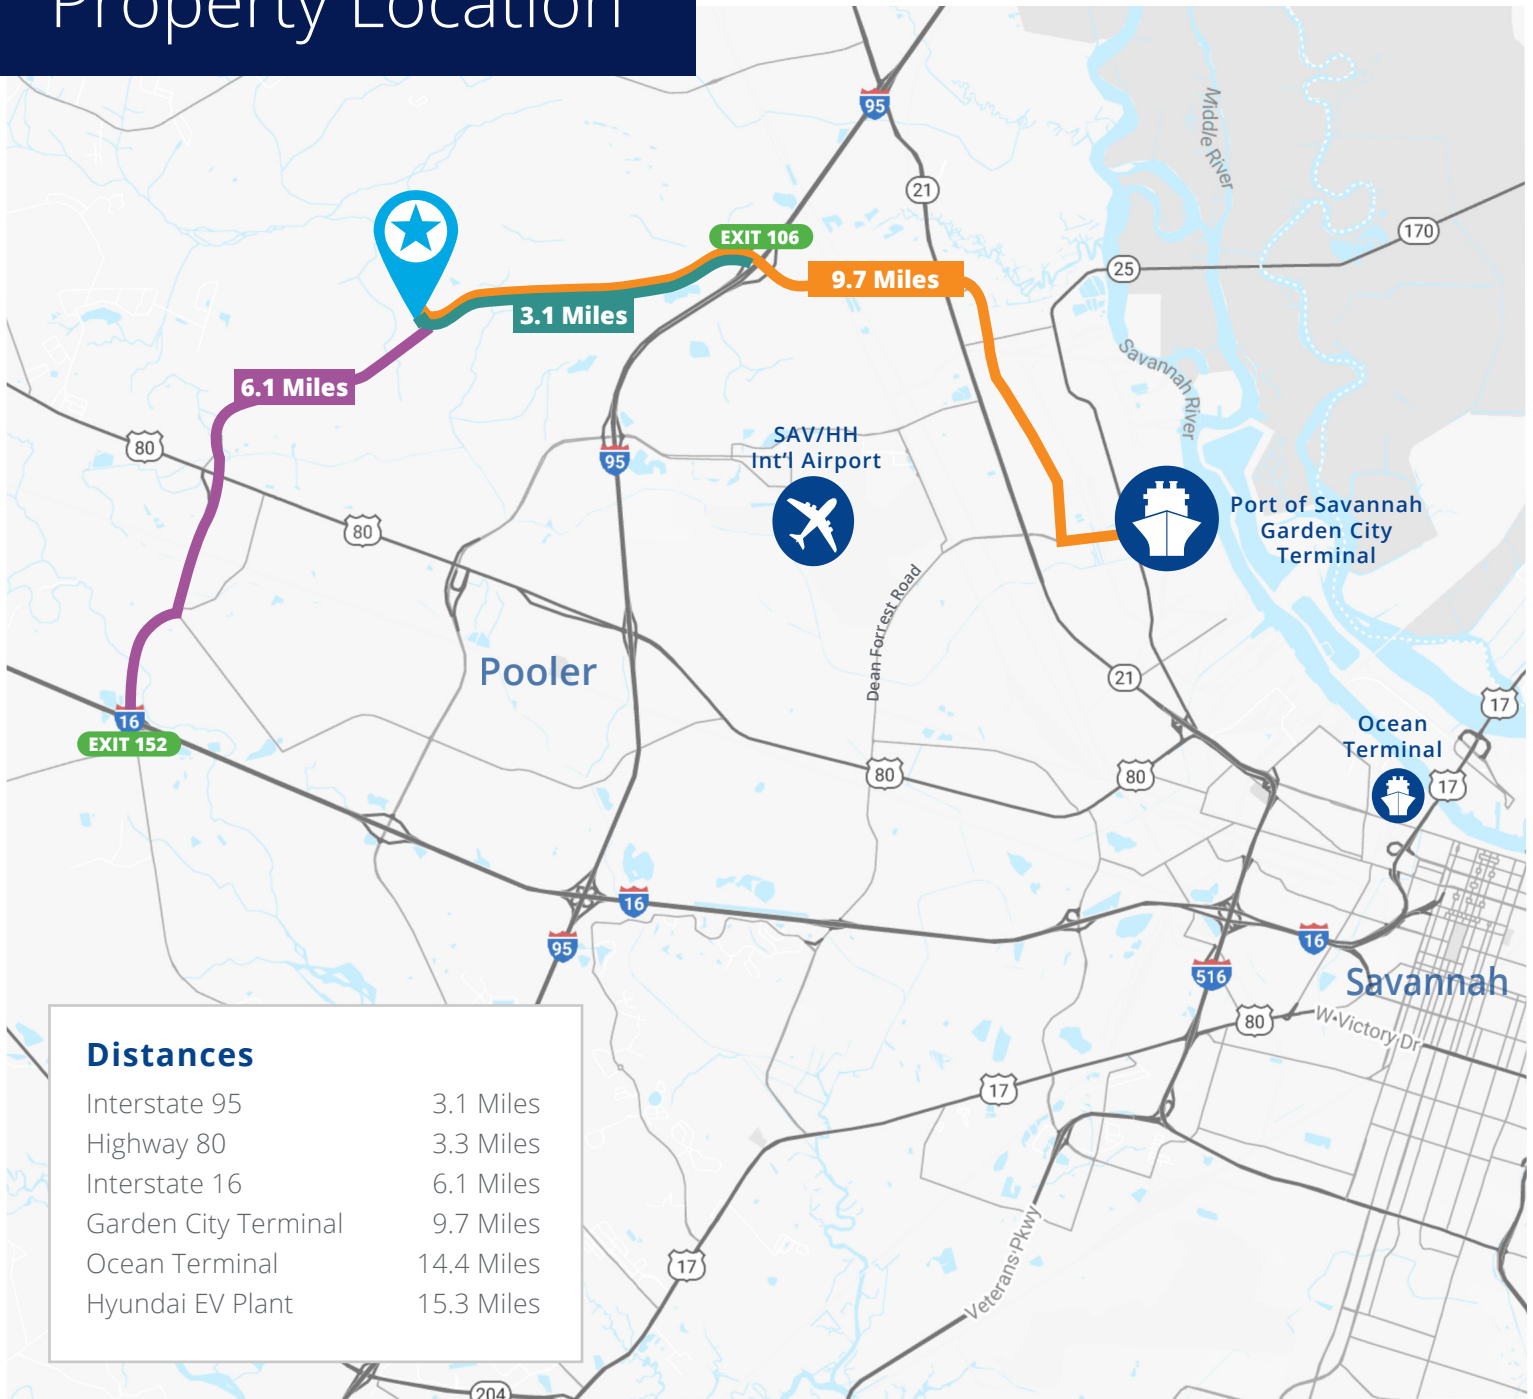 Property Location
95
21
Middle River
170
EXIT 106
25
9.7 Miles
3.1 Miles
Savannah River
6.1 Miles
80
95
SAV/HH
Int'l Airport
80
Port of Savannah
Garden City
Terminal
Dean Forrest Road
Pooler
21
17
16
EXIT 152
Ocean
Terminal
80
80
17
16
95
16
516
Savannah
80
W Victory Dr
17
Veterans Pkwy
17
204
Distances
Interstate 95 3.1 Miles
Highway 80 3.3 Miles
Interstate 16 6.1 Miles
Garden City Terminal 9.7 Miles
Ocean Terminal 14.4 Miles
Hyundai EV Plant 15.3 Miles